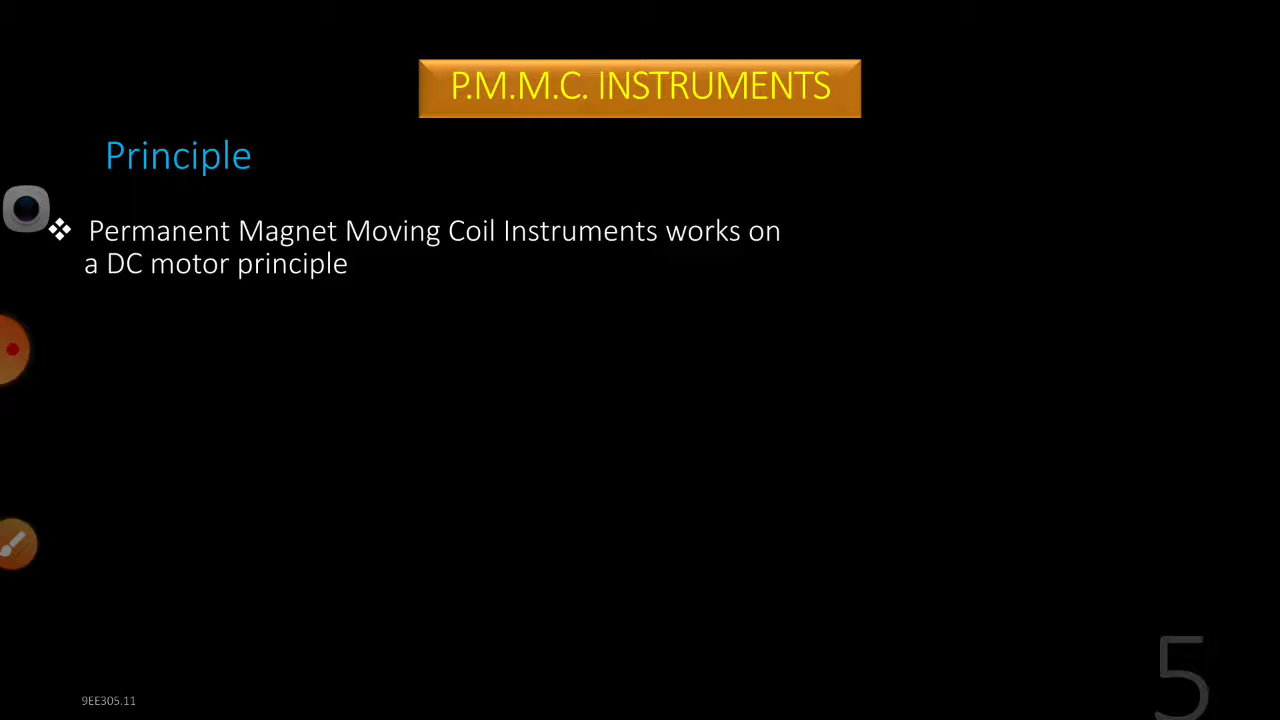 P.M.M.C. INSTRUMENTS
Principle
❖ Permanent Magnet Moving Coil Instruments works on
a DC motor principle
9EE305.11
5